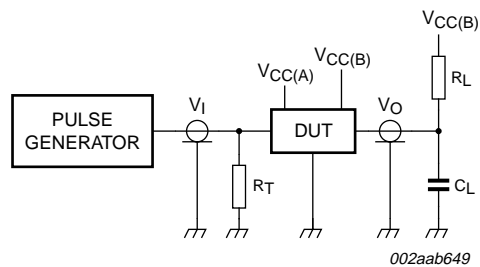 VCC(B)
VCC(A)
VCC(B)
RL
VI
VO
PULSE
GENERATOR
DUT
RT
CL
002aab649